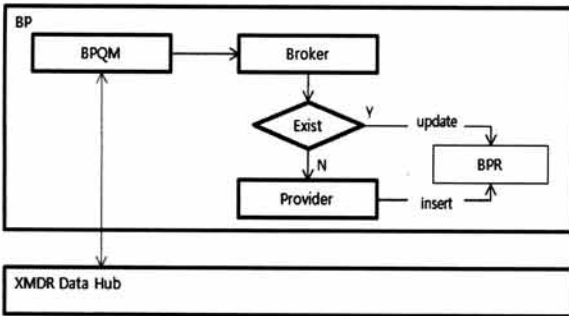 BP
BPQM
Broker
Exist
Y
update
BPR
N
Provider
insert
XMDR Data Hub